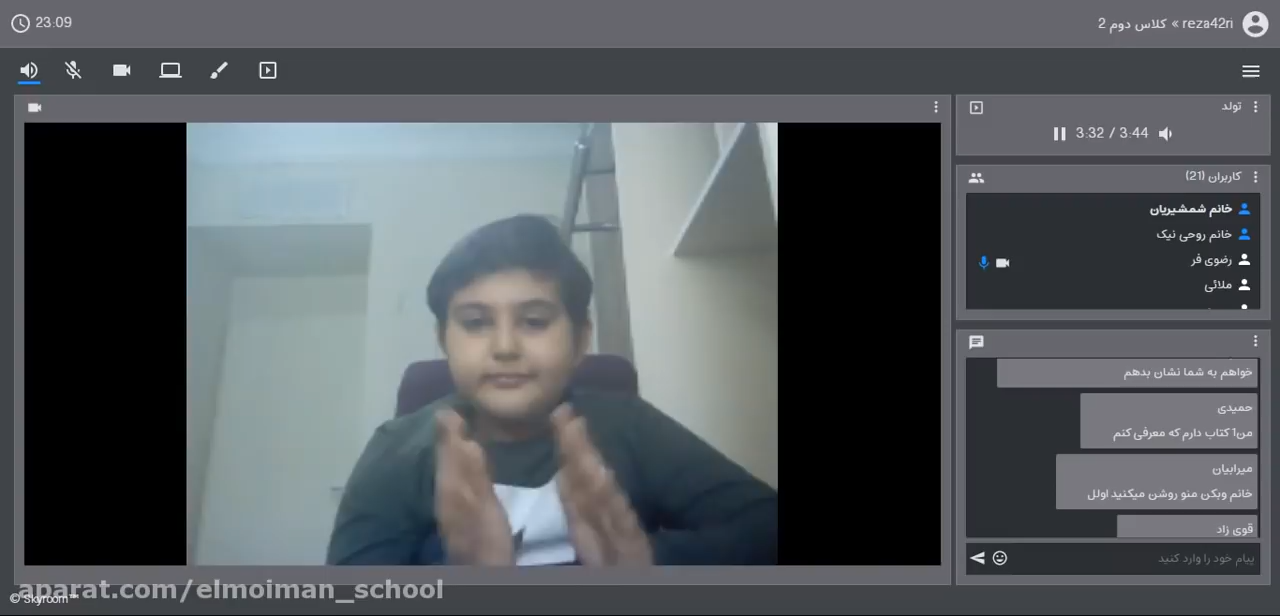 23:09
reza42ri » کلاس دوم 2
تولد
3:32 / 3:44
کاربران (21)
خانم شمشیریان
خانم روحی نیک
رضوی فر
ملائی
خواهم به شما نشان بدهم
حمیدی
من1 کتاب دارم که معرفی کنم
میرابیان
خانم وبکن منو روشن میکنید اولل
قوی زاد
پیام خود را وارد کنید
aparat.com/elmoiman_school
© Skyroom™